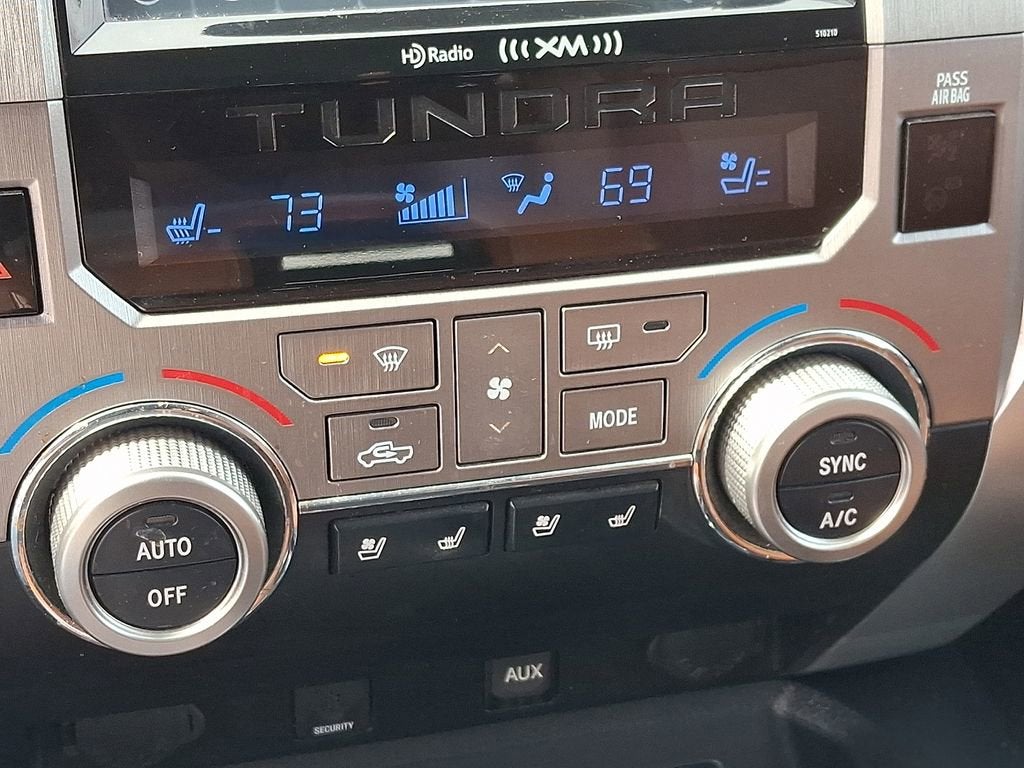 HD Radio (((XM))) 51021D
TUNDRA
PASS
AIR BAG
73 69
MODE
SYNC
A/C
AUTO
OFF
AUX
SECURITY